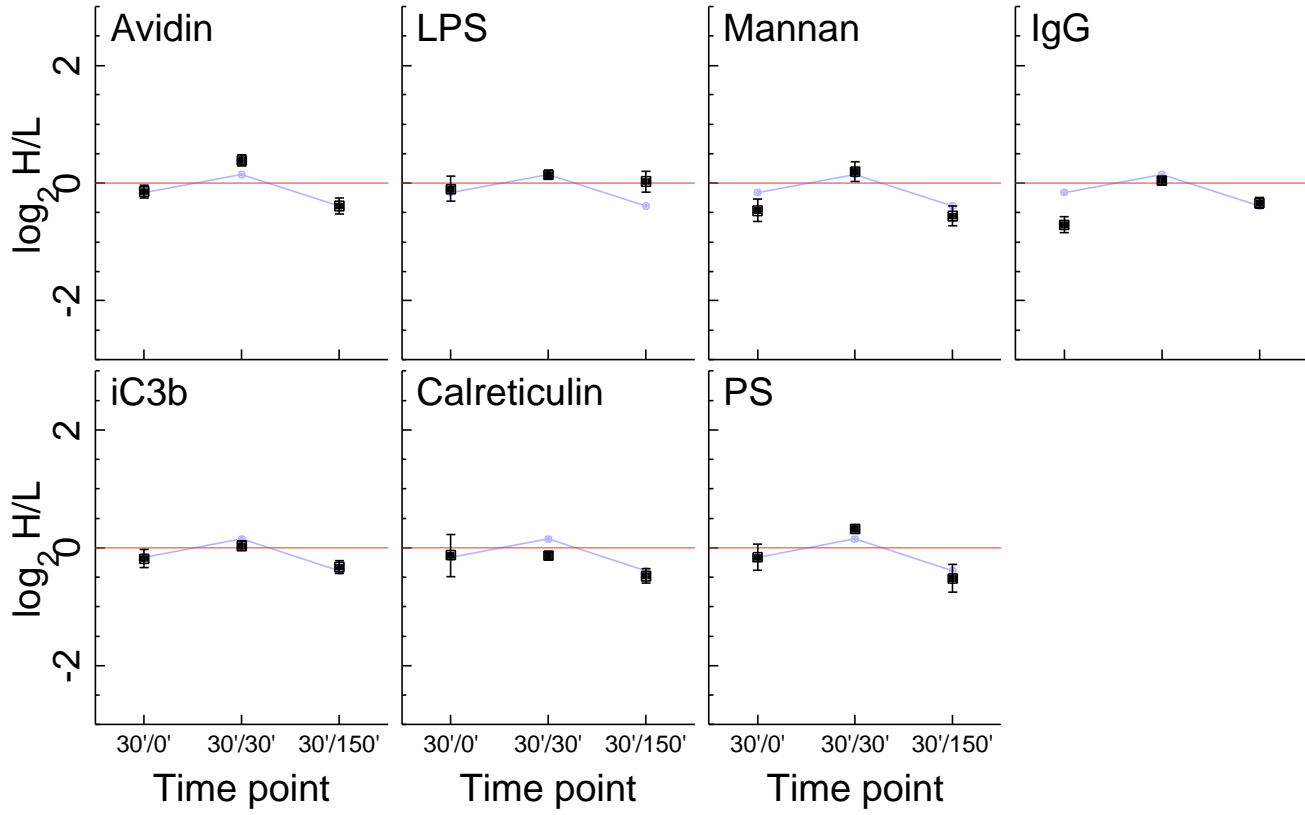 Avidin
LPS
Mannan
IgG
log2 H/L
2
0
-2
iC3b
Calreticulin
PS
log2 H/L
2
0
-2
30'/0' 30'/30' 30'/150'
30'/0' 30'/30' 30'/150'
30'/0' 30'/30' 30'/150'
Time point
Time point
Time point